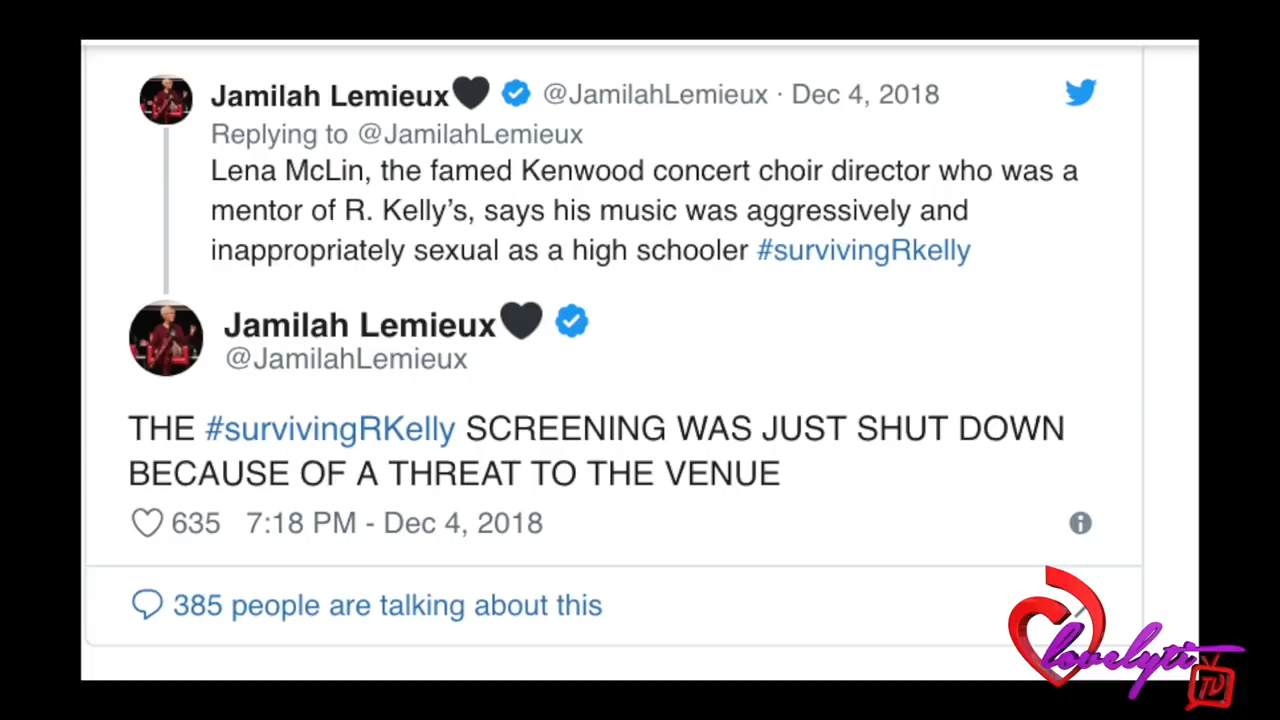 Jamilah Lemieux🖤 @JamilahLemieux · Dec 4, 2018
Replying to @JamilahLemieux
Lena McLin, the famed Kenwood concert choir director who was a
mentor of R. Kelly's, says his music was aggressively and
inappropriately sexual as a high schooler #survivingRkelly
Jamilah Lemieux🖤
@JamilahLemieux
THE #survivingRKelly SCREENING WAS JUST SHUT DOWN
BECAUSE OF A THREAT TO THE VENUE
635 7:18 PM - Dec 4, 2018
385 people are talking about this
lovelyti
TV